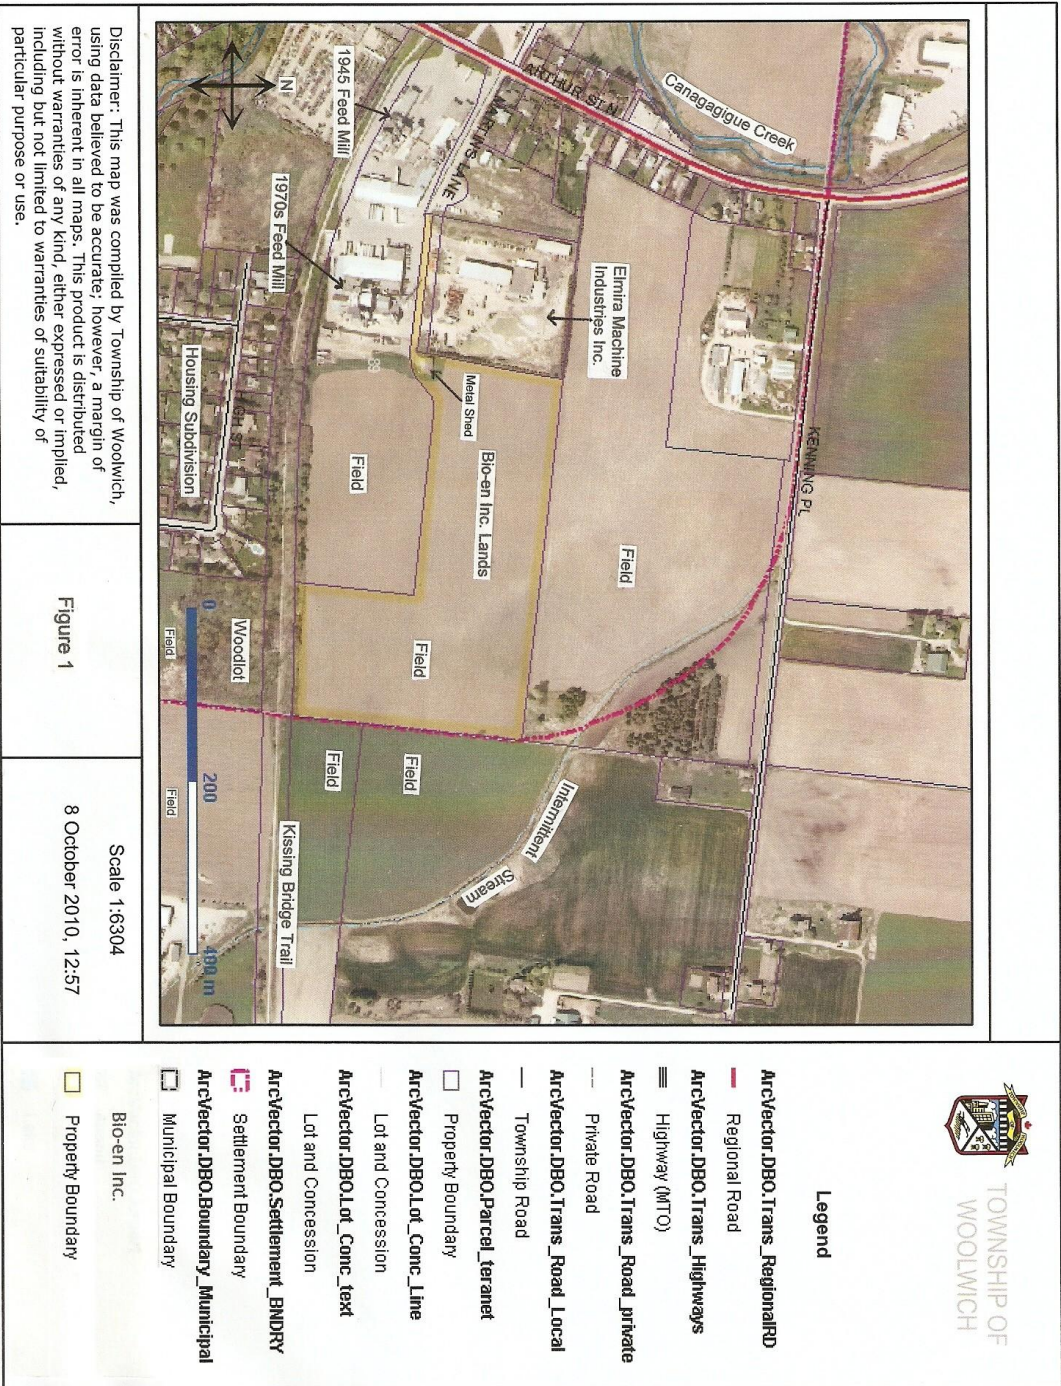 Canagagigue Creek
ARTHUR ST N
MARTINS LANE
KENNING PL
N
1945 Feed Mill
1970s Feed Mill
Elmira Machine
Industries Inc.
Metal Shed
Bio-en Inc. Lands
Field
Field
Field
89
HIGH ST
Housing Subdivision
Woodlot
Field
Field
Field
Field
Intermittent
Stream
Kissing Bridge Trail
0
200
400 m
Disclaimer: This map was compiled by Township of Woolwich,
using data believed to be accurate; however, a margin of
error is inherent in all maps. This product is distributed
without warranties of any kind, either expressed or implied,
including but not limited to warranties of suitability of
particular purpose or use.
Figure 1
Scale 1:6304
8 October 2010, 12:57
TOWNSHIP OF
WOOLWICH
Legend
ArcVector.DBO.Trans_RegionalRD
Regional Road
ArcVector.DBO.Trans_Highways
Highway (MTO)
ArcVector.DBO.Trans_Road_private
Private Road
ArcVector.DBO.Trans_Road_Local
Township Road
ArcVector.DBO.Parcel_teranet
Property Boundary
ArcVector.DBO.Lot_Conc_Line
Lot and Concession
ArcVector.DBO.Lot_Conc_text
Lot and Concession
ArcVector.DBO.Settlement_BNDRY
Settlement Boundary
ArcVector.DBO.Boundary_Municipal
Municipal Boundary
Bio-en Inc.
Property Boundary